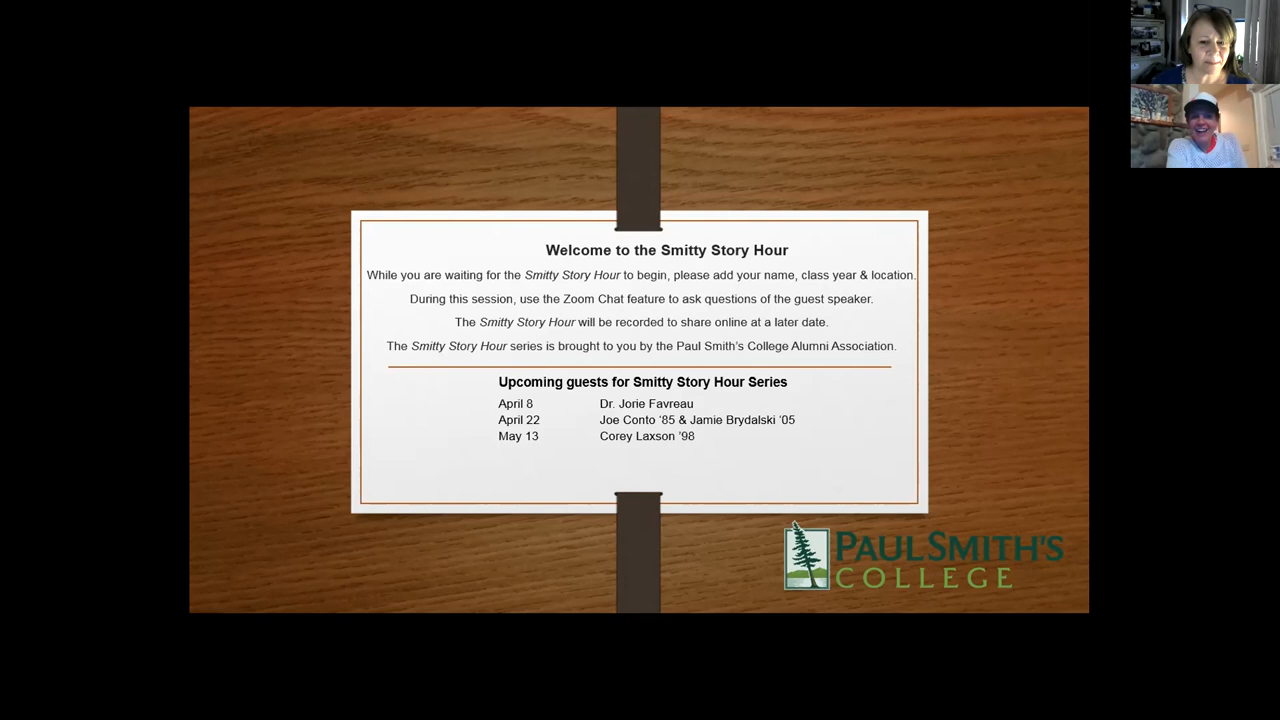 Welcome to the Smitty Story Hour
While you are waiting for the Smitty Story Hour to begin, please add your name, class year & location.
During this session, use the Zoom Chat feature to ask questions of the guest speaker.
The Smitty Story Hour will be recorded to share online at a later date.
The Smitty Story Hour series is brought to you by the Paul Smith’s College Alumni Association.
Upcoming guests for Smitty Story Hour Series
April 8 Dr. Jorie Favreau
April 22 Joe Conto ‘85 & Jamie Brydalski ‘05
May 13 Corey Laxson ’98
PAUL SMITH'S
COLLEGE